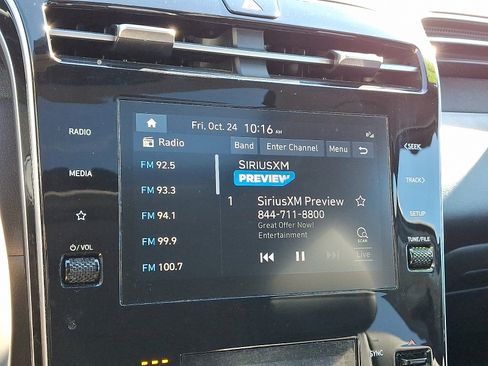 Fri, Oct. 24 10:16 AM
Radio
Band
Enter Channel
Menu
FM 92.5
FM 93.3
FM 94.1
FM 99.9
FM 100.7
SIRIUSXM
PREVIEW
1 SiriusXM Preview
844-711-8800
Great Offer Now!
Entertainment
SCAN
Live
RADIO
MEDIA
⏻/VOL
<SEEK
TRACK>
SETUP
TUNE/FILE
SYNC